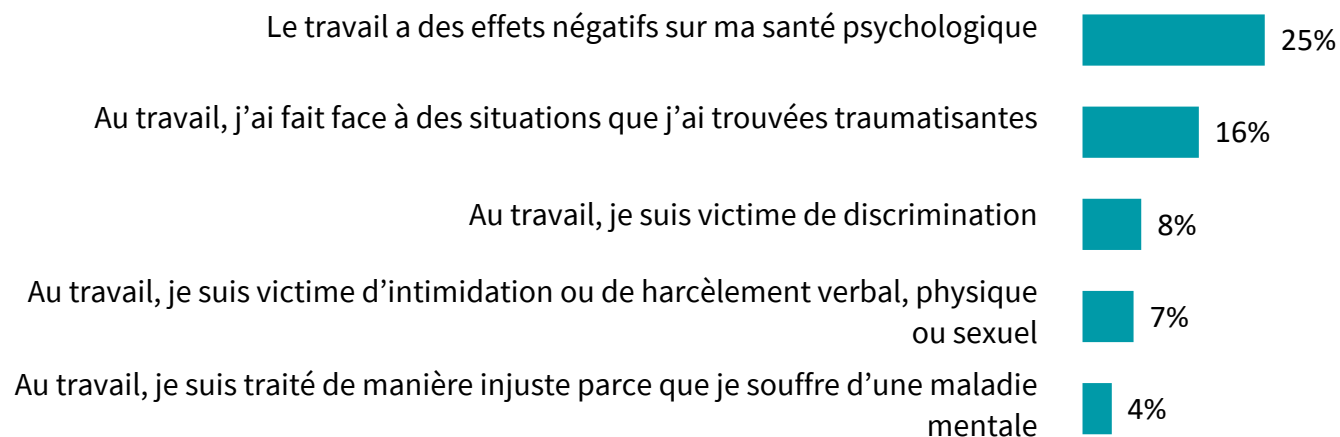 Le travail a des effets négatifs sur ma santé psychologique
25%
Au travail, j’ai fait face à des situations que j’ai trouvées traumatisantes
16%
Au travail, je suis victime de discrimination
8%
Au travail, je suis victime d’intimidation ou de harcèlement verbal, physique
ou sexuel
7%
Au travail, je suis traité de manière injuste parce que je souffre d’une maladie
mentale
4%